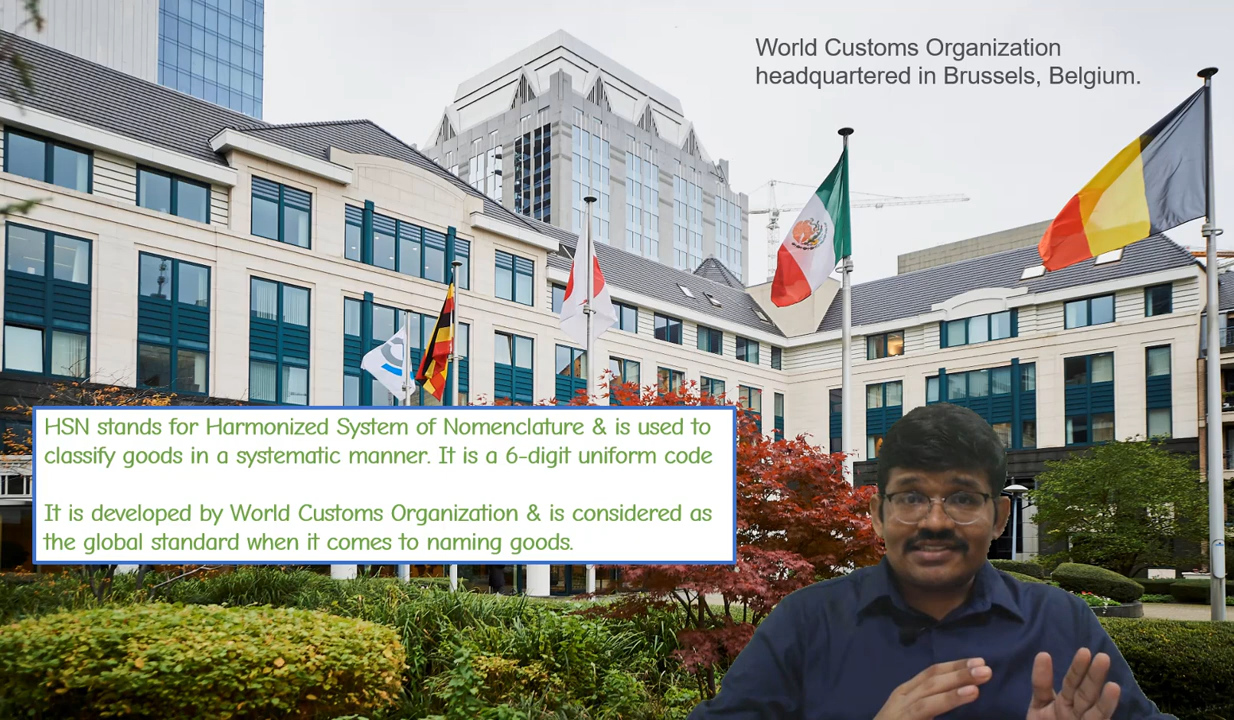 World Customs Organization
headquartered in Brussels, Belgium.
HSN stands for Harmonized System of Nomenclature & is used to
classify goods in a systematic manner. It is a 6-digit uniform code
It is developed by World Customs Organization & is considered as
the global standard when it comes to naming goods.